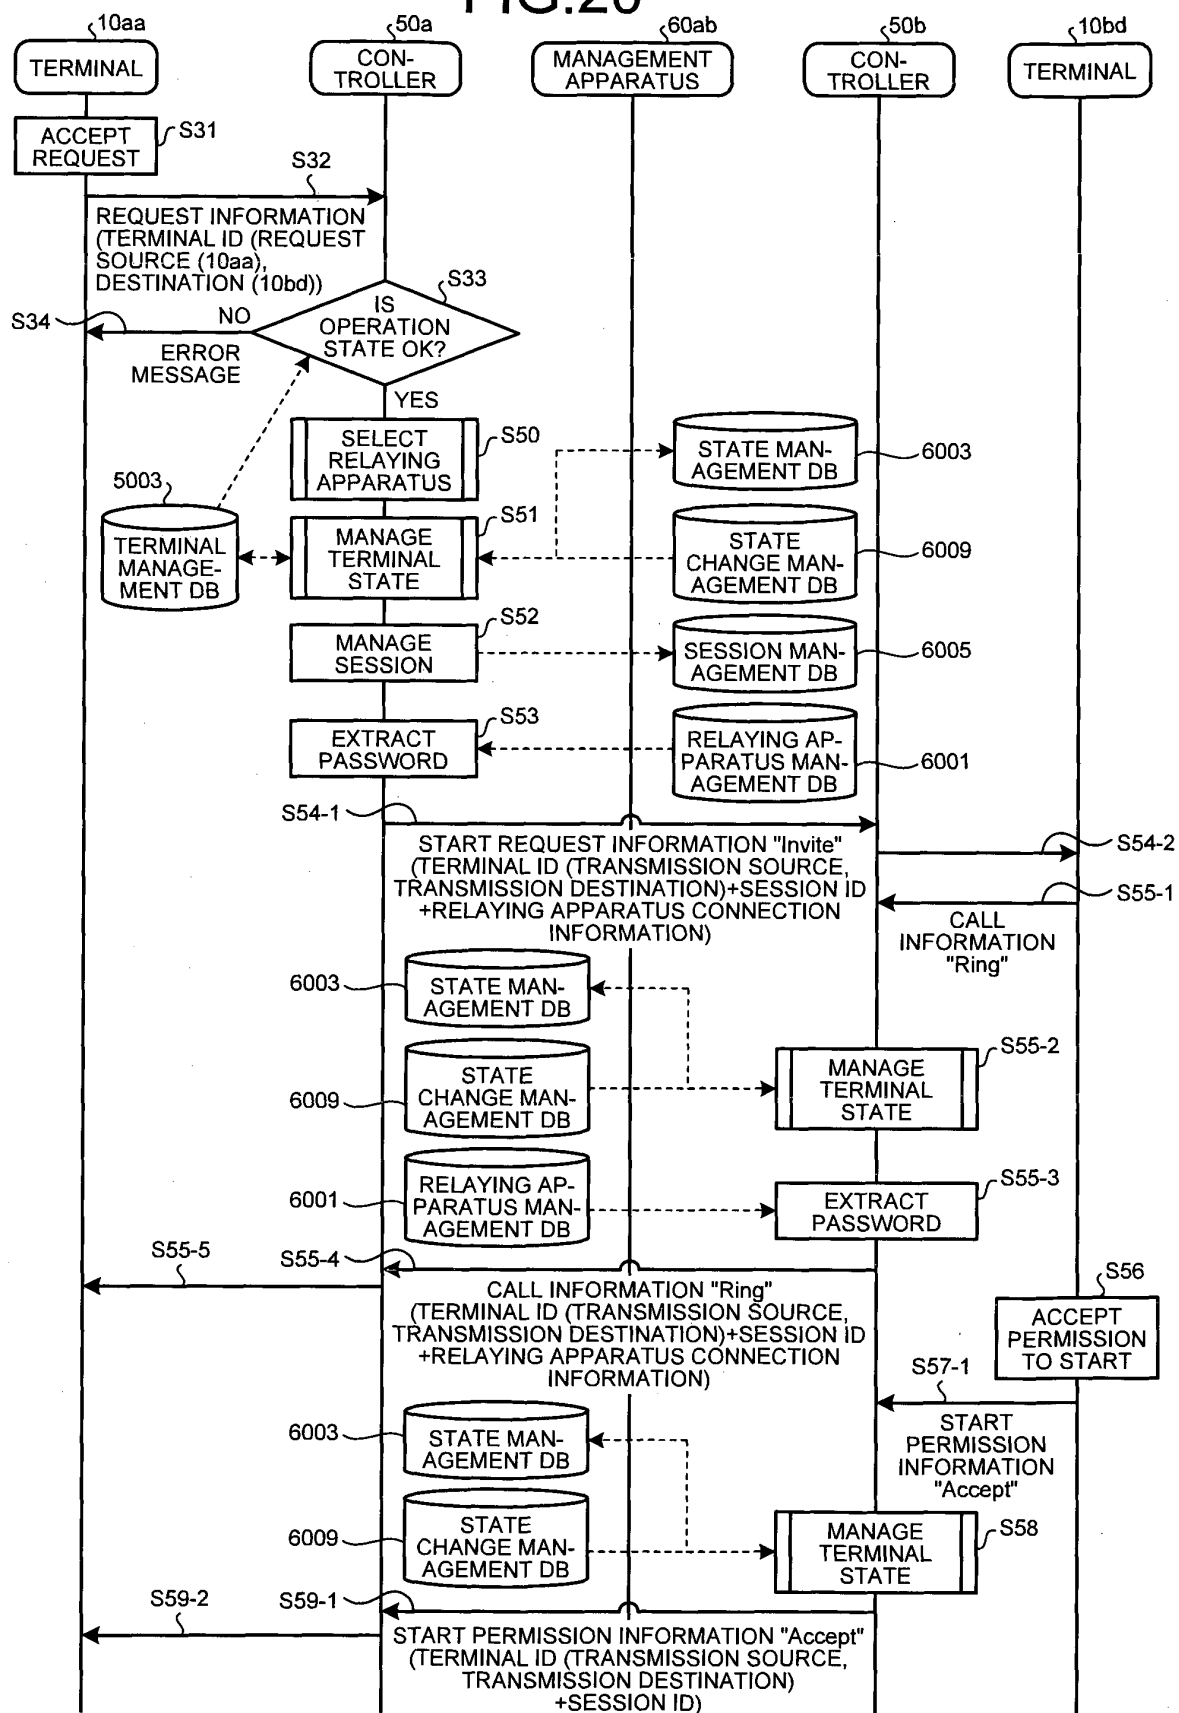 FIG.20
10aa
50a
60ab
50b
10bd
TERMINAL
CON-
TROLLER
MANAGEMENT
APPARATUS
CON-
TROLLER
TERMINAL
ACCEPT
REQUEST
S31
S32
REQUEST INFORMATION
(TERMINAL ID (REQUEST
SOURCE (10aa),
DESTINATION (10bd))
S33
S34
NO
IS
OPERATION
STATE OK?
ERROR
MESSAGE
YES
SELECT
RELAYING
APPARATUS
S50
STATE MAN-
AGEMENT DB
6003
5003
TERMINAL
MANAGE-
MENT DB
MANAGE
TERMINAL
STATE
S51
STATE
CHANGE MAN-
AGEMENT DB
6009
MANAGE
SESSION
S52
SESSION MAN-
AGEMENT DB
6005
EXTRACT
PASSWORD
S53
RELAYING AP-
PARATUS MAN-
AGEMENT DB
6001
S54-1
START REQUEST INFORMATION "Invite"
(TERMINAL ID (TRANSMISSION SOURCE,
TRANSMISSION DESTINATION)+SESSION ID
+RELAYING APPARATUS CONNECTION
INFORMATION)
S54-2
S55-1
CALL
INFORMATION
"Ring"
6003
STATE MAN-
AGEMENT DB
6009
STATE
CHANGE MAN-
AGEMENT DB
MANAGE
TERMINAL
STATE
S55-2
6001
RELAYING AP-
PARATUS MAN-
AGEMENT DB
EXTRACT
PASSWORD
S55-3
S55-5
S55-4
CALL INFORMATION "Ring"
(TERMINAL ID (TRANSMISSION SOURCE,
TRANSMISSION DESTINATION)+SESSION ID
+RELAYING APPARATUS CONNECTION
INFORMATION)
S56
ACCEPT
PERMISSION
TO START
S57-1
START
PERMISSION
INFORMATION
"Accept"
6003
STATE MAN-
AGEMENT DB
6009
STATE
CHANGE MAN-
AGEMENT DB
MANAGE
TERMINAL
STATE
S58
S59-2
S59-1
START PERMISSION INFORMATION "Accept"
(TERMINAL ID (TRANSMISSION SOURCE,
TRANSMISSION DESTINATION)
+SESSION ID)